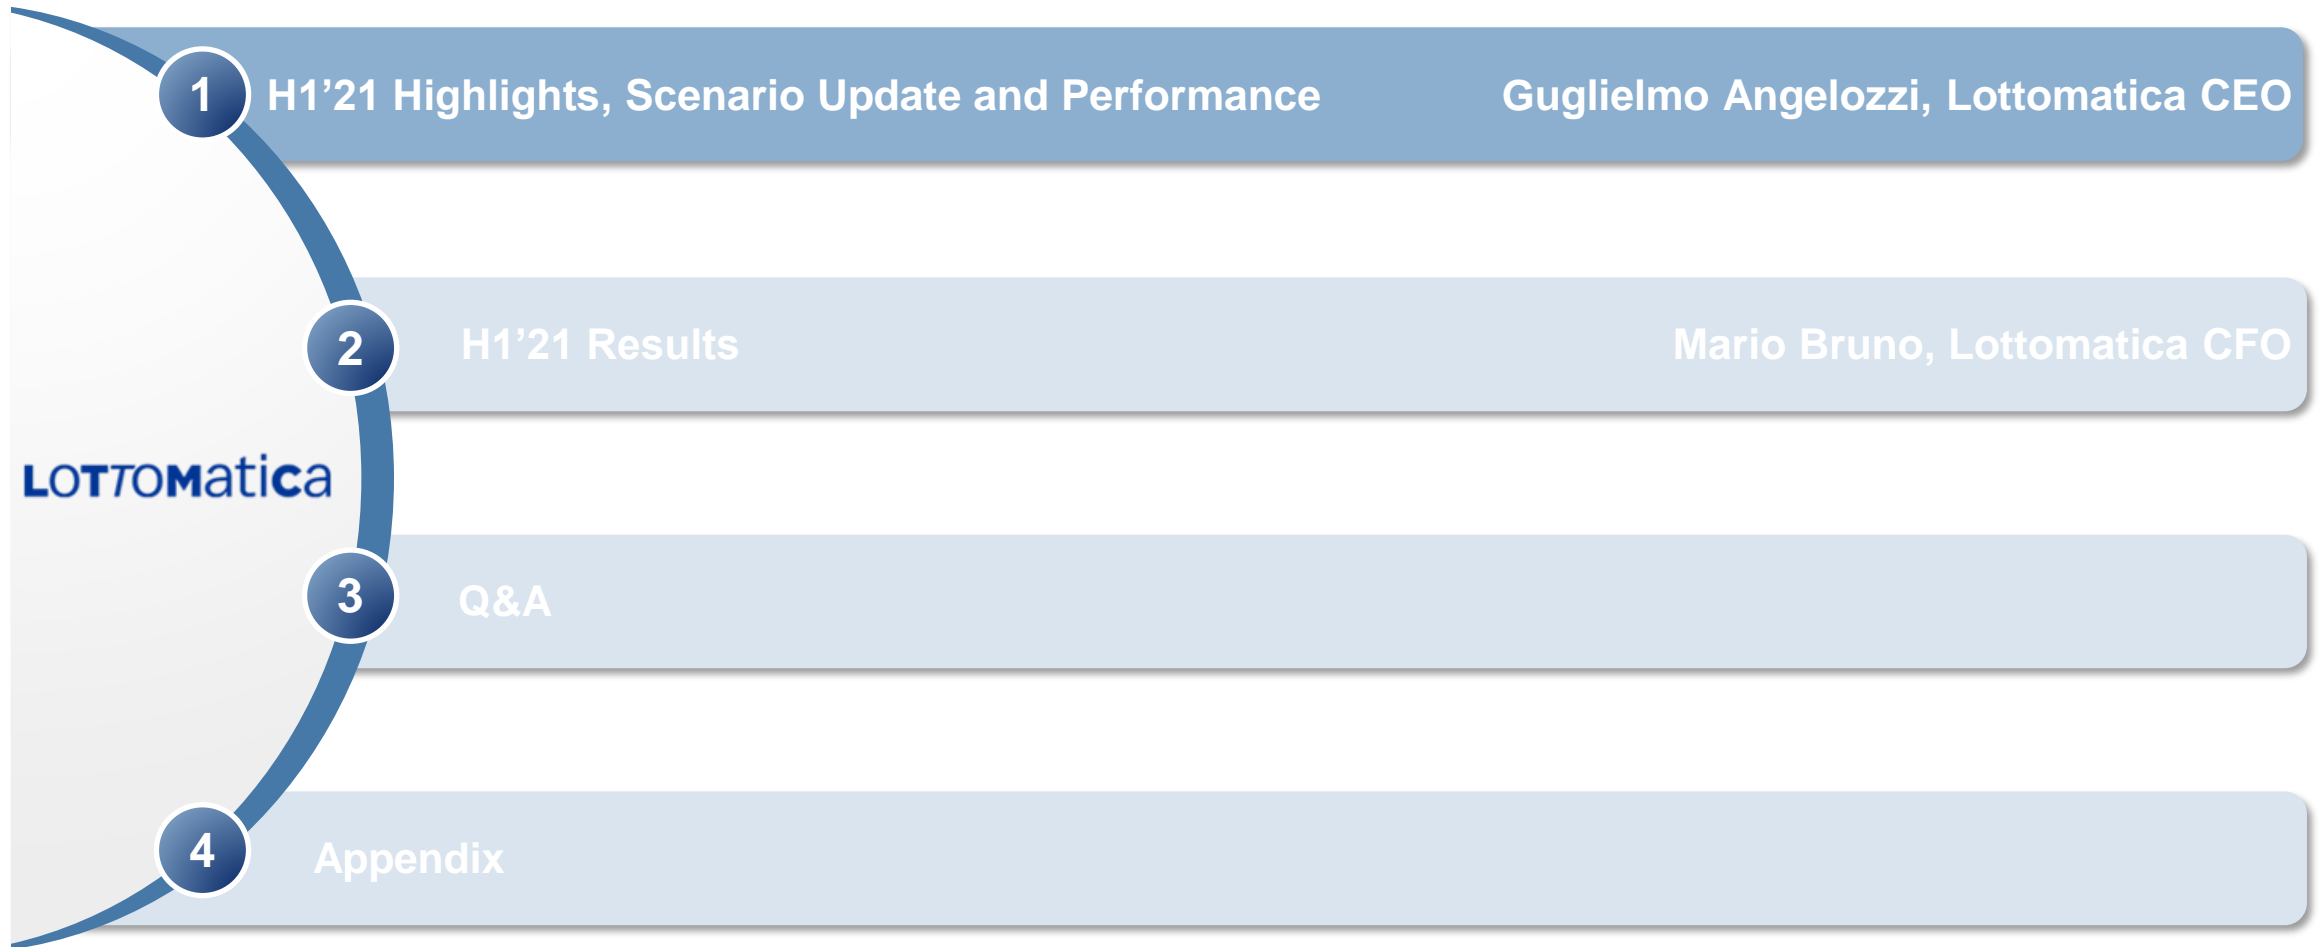 1 H1’21 Highlights, Scenario Update and Performance Guglielmo Angelozzi, Lottomatica CEO
2 H1’21 Results Mario Bruno, Lottomatica CFO
LOTTOMatiCa
3 Q&A
4 Appendix